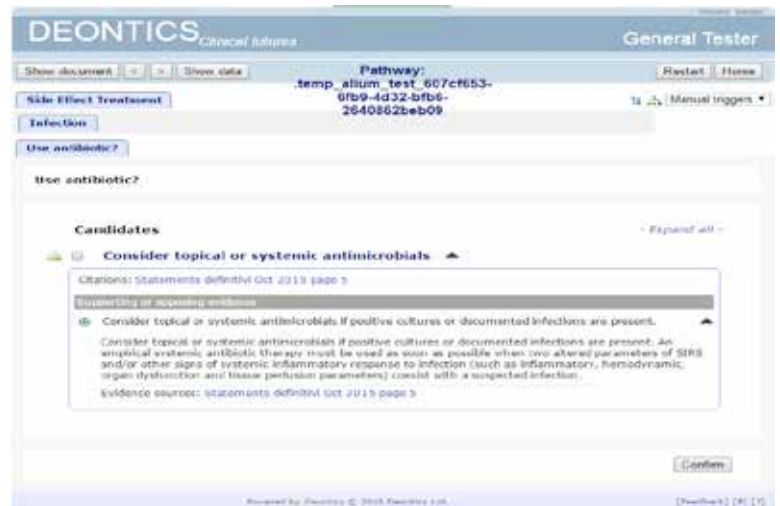 DEONTICS Clinical futures
General Tester
Show document < > Show data
Pathway:
.temp_alium_test_607cf653-
6fb9-4d32-bfb6-
2640862beb09
Restart Home
Side Effect Treatment
Manual triggers
Infection
Use antibiotic?
Use antibiotic?
Candidates
- Expand all -
Consider topical or systemic antimicrobials
Citations: Statements definitivi Oct 2015 page 5
Supporting or opposing evidence
Consider topical or systemic antimicrobials if positive cultures or documented infections are present.
Consider topical or systemic antimicrobials if positive cultures or documented infections are present. An
empirical systemic antibiotic therapy must be used as soon as possible when two altered parameters of SIRS
and/or other signs of systemic inflammatory response to infection (such as inflammatory, hemodynamic,
organ dysfunction and tissue perfusion parameters) coexist with a suspected infection.
Evidence sources: Statements definitivi Oct 2015 page 5
Confirm
Powered by Deontics © 2015 Deontics Ltd.
[Feedback] [R] [?]